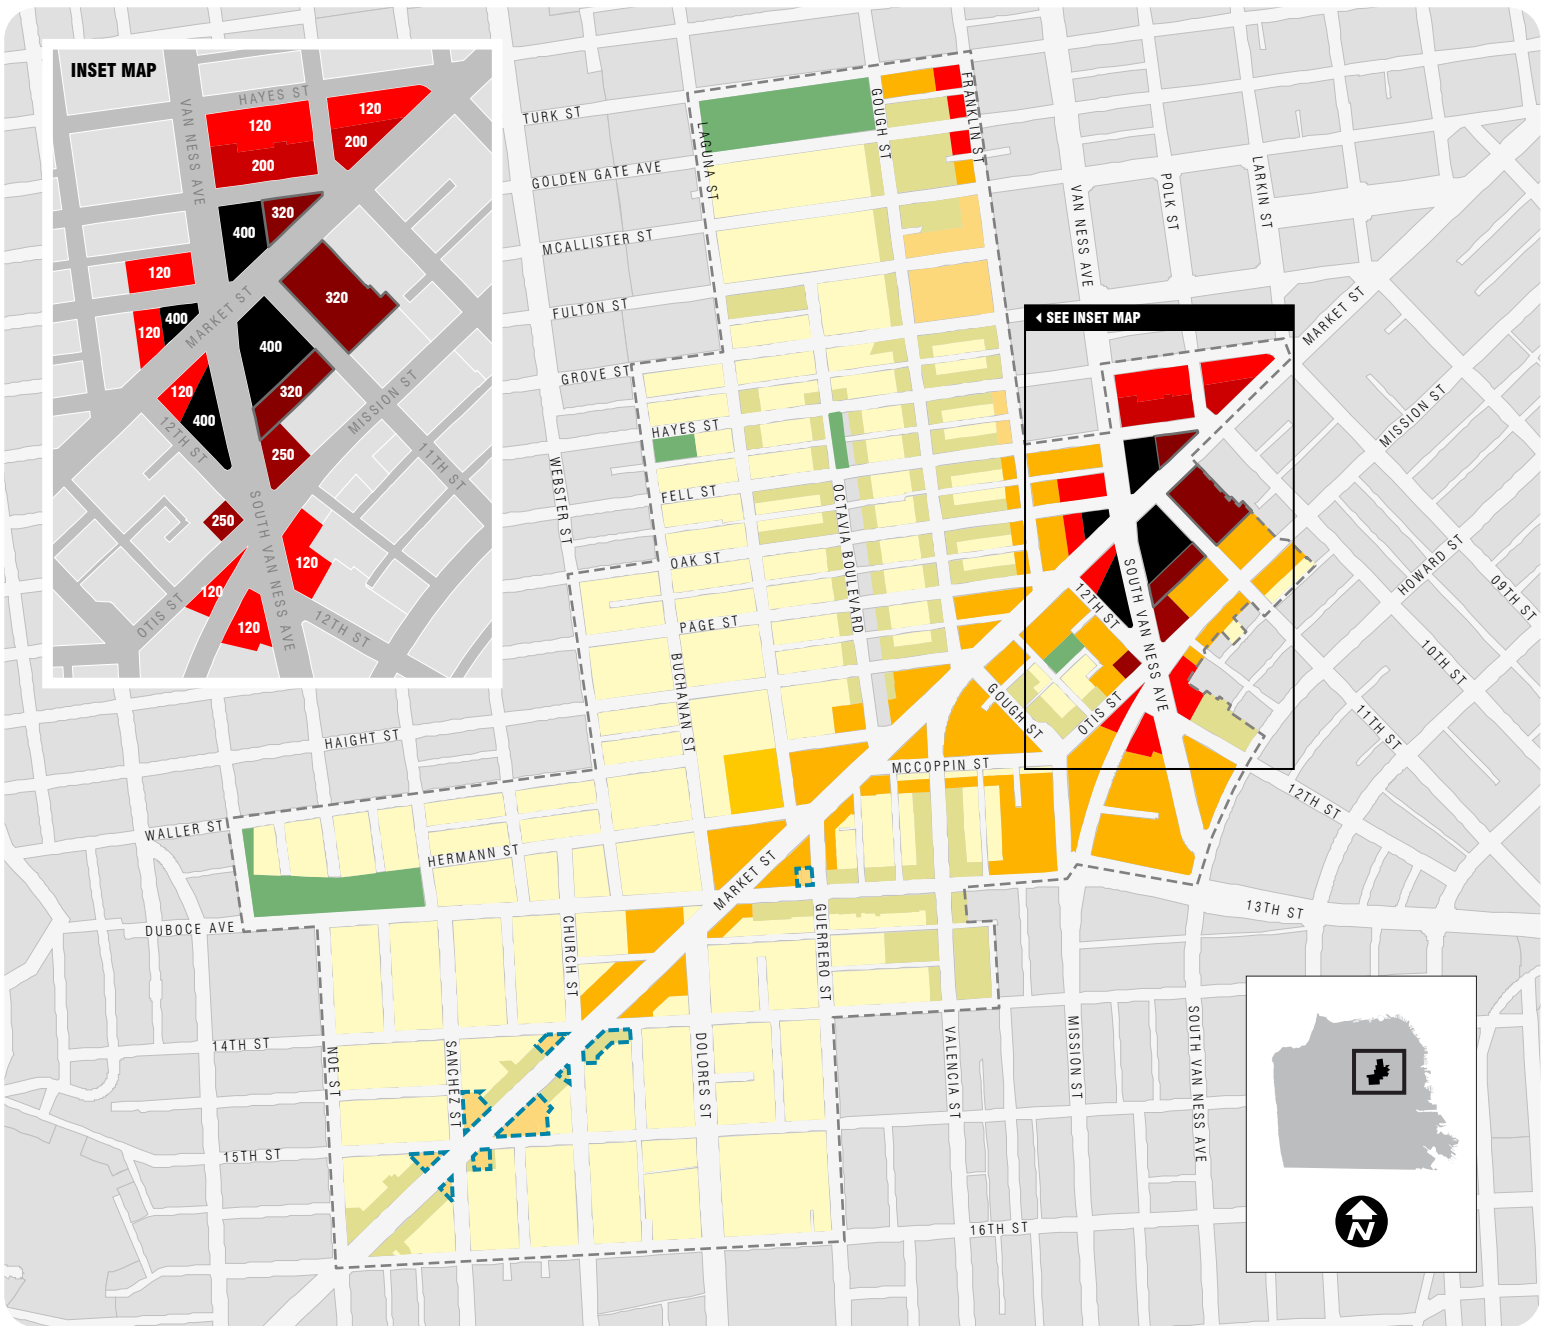 INSET MAP
HAYES ST
VAN NESS AVE
120
120
200
200
320
400
120
320
400
120
MARKET ST
400
120
320
400
MISSION ST
12TH ST
250
11TH ST
250
SOUTH VAN NESS AVE
120
120
OTIS ST
120
12TH ST
TURK ST
GOLDEN GATE AVE
MCALLISTER ST
FULTON ST
GROVE ST
HAYES ST
FELL ST
OAK ST
PAGE ST
LAGUNA ST
GOUGH ST
FRANKLIN ST
VAN NESS AVE
POLK ST
LARKIN ST
SEE INSET MAP
MARKET ST
MISSION ST
HOWARD ST
09TH ST
10TH ST
11TH ST
12TH ST
WEBSTER ST
OCTAVIA BOULEVARD
BUCHANAN ST
12TH ST
SOUTH VAN NESS AVE
GOUGH ST
OTIS ST
MCCOPPIN ST
HAIGHT ST
WALLER ST
HERMANN ST
DUBOCE AVE
MARKET ST
CHURCH ST
GUERRERO ST
13TH ST
14TH ST
NOE ST
SANCHEZ ST
DOLORES ST
VALENCIA ST
MISSION ST
SOUTH VAN NESS AVE
15TH ST
16TH ST
N